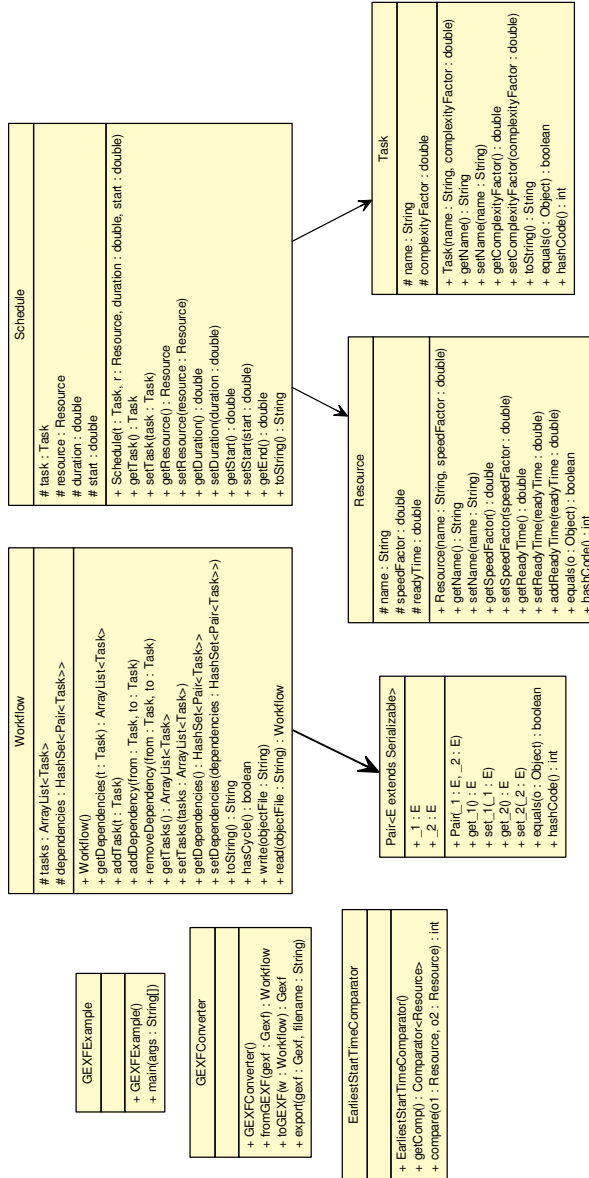 GEXFExample
+ GEXFExample()
+ main(args : String[])
GEXFConverter
+ GEXFConverter()
+ fromGEXF(gexf : Gexf) : Workflow
+ toGEXF(w : Workflow) : Gexf
+ export(gexf : Gexf, filename : String)
EarliestStartTimeComparator
+ EarliestStartTimeComparator()
+ getComp() : Comparator<Resource>
+ compare(o1 : Resource, o2 : Resource) : int
Workflow
# tasks : ArrayList<Task>
# dependencies : HashSet<Pair<Task>>
+ Workflow()
+ getDependencies(t : Task) : ArrayList<Task>
+ addTask(t : Task)
+ addDependency(from : Task, to : Task)
+ removeDependency(from : Task, to : Task)
+ getTasks() : ArrayList<Task>
+ setTasks(tasks : ArrayList<Task>)
+ getDependencies() : HashSet<Pair<Task>>
+ setDependencies(dependencies : HashSet<Pair<Task>>)
+ toString() : String
+ hasCycle() : boolean
+ write(objectFile : String)
+ read(objectFile : String) : Workflow
Pair<E extends Serializable>
+ _1 : E
+ _2 : E
+ Pair(_1 : E, _2 : E)
+ get_1() : E
+ set_1(_1 : E)
+ get_2() : E
+ set_2(_2 : E)
+ equals(o : Object) : boolean
+ hashCode() : int
Schedule
# task : Task
# resource : Resource
# duration : double
# start : double
+ Schedule(t : Task, r : Resource, duration : double, start : double)
+ getTask() : Task
+ setTask(task : Task)
+ getResource() : Resource
+ setResource(resource : Resource)
+ getDuration() : double
+ setDuration(duration : double)
+ getStart() : double
+ setStart(start : double)
+ getEnd() : double
+ toString() : String
Resource
# name : String
# speedFactor : double
# readyTime : double
+ Resource(name : String, speedFactor : double)
+ getName() : String
+ setName(name : String)
+ getSpeedFactor() : double
+ setSpeedFactor(speedFactor : double)
+ getReadyTime() : double
+ setReadyTime(readyTime : double)
+ addReadyTime(readyTime : double)
+ equals(o : Object) : boolean
+ hashCode() : int
Task
# name : String
# complexityFactor : double
+ Task(name : String, complexityFactor : double)
+ getName() : String
+ setName(name : String)
+ getComplexityFactor() : double
+ setComplexityFactor(complexityFactor : double)
+ toString() : String
+ equals(o : Object) : boolean
+ hashCode() : int